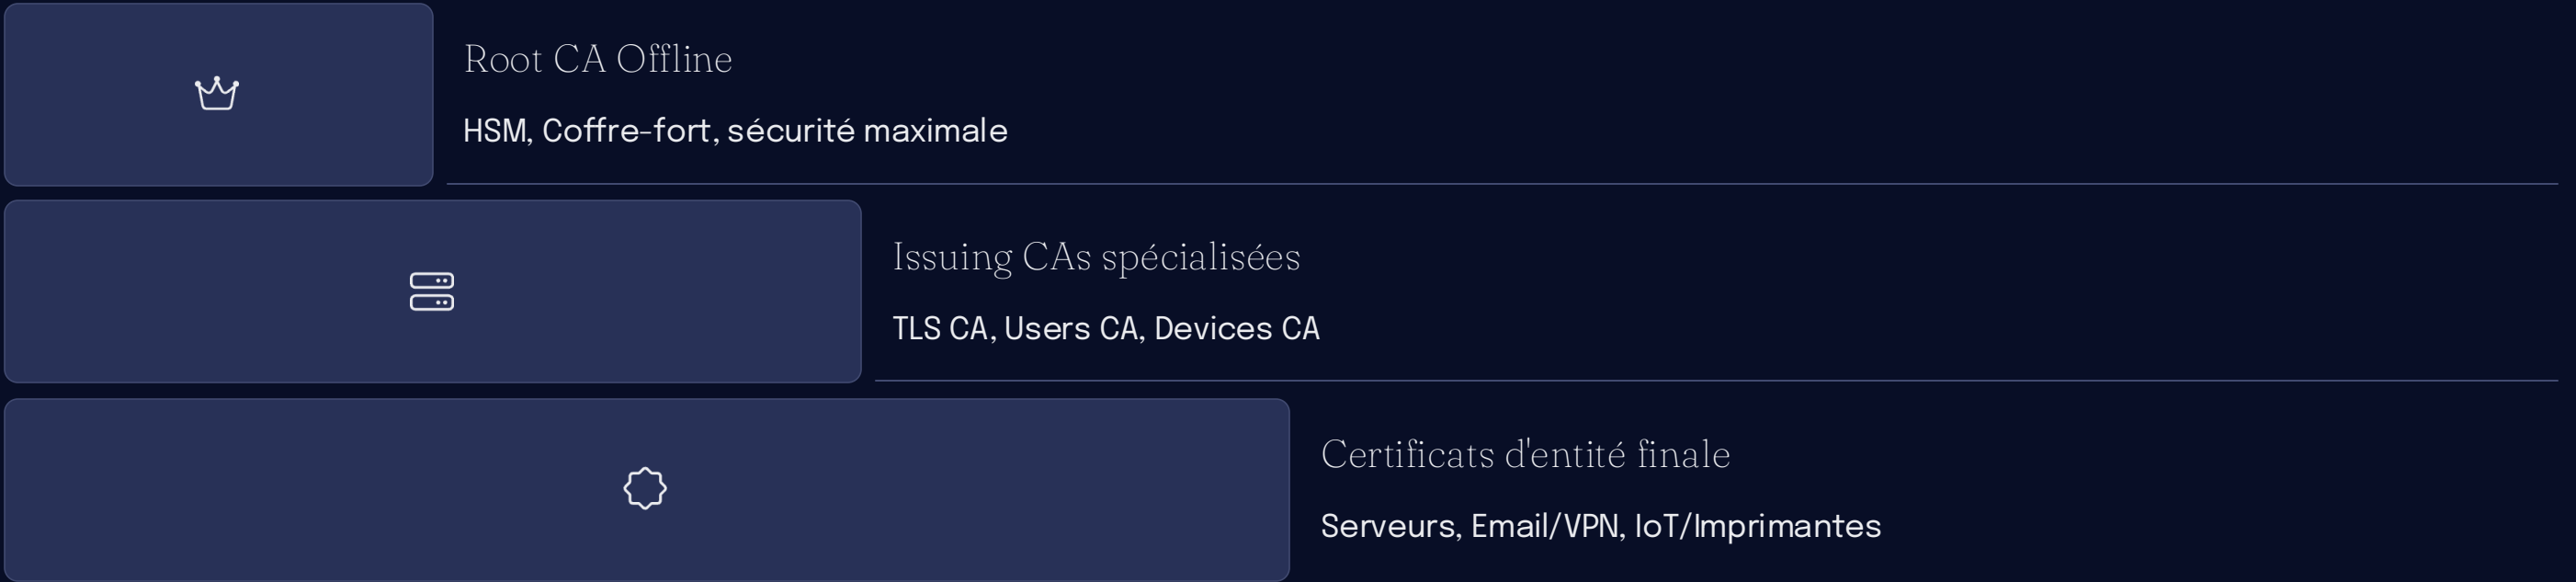 Root CA Offline
HSM, Coffre-fort, sécurité maximale
Issuing CAs spécialisées
TLS CA, Users CA, Devices CA
Certificats d'entité finale
Serveurs, Email/VPN, IoT/Imprimantes